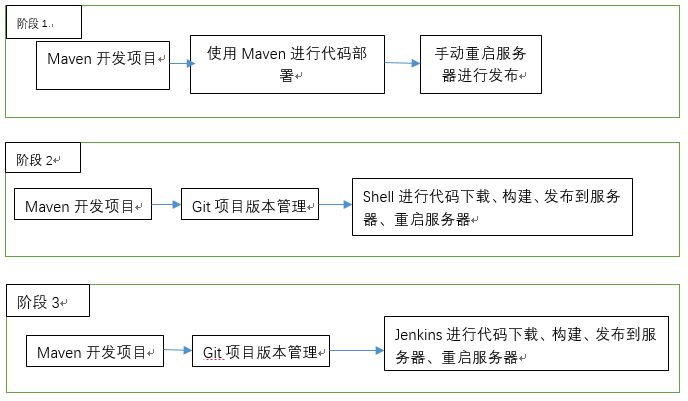 阶段 1.
Maven 开发项目
使用 Maven 进行代码部
署
手动重启服务
器进行发布
阶段 2
Maven 开发项目
Git 项目版本管理
Shell 进行代码下载、构建、发布到服务
器、重启服务器
阶段 3
Maven 开发项目
Git 项目版本管理
Jenkins 进行代码下载、构建、发布到服
务器、重启服务器